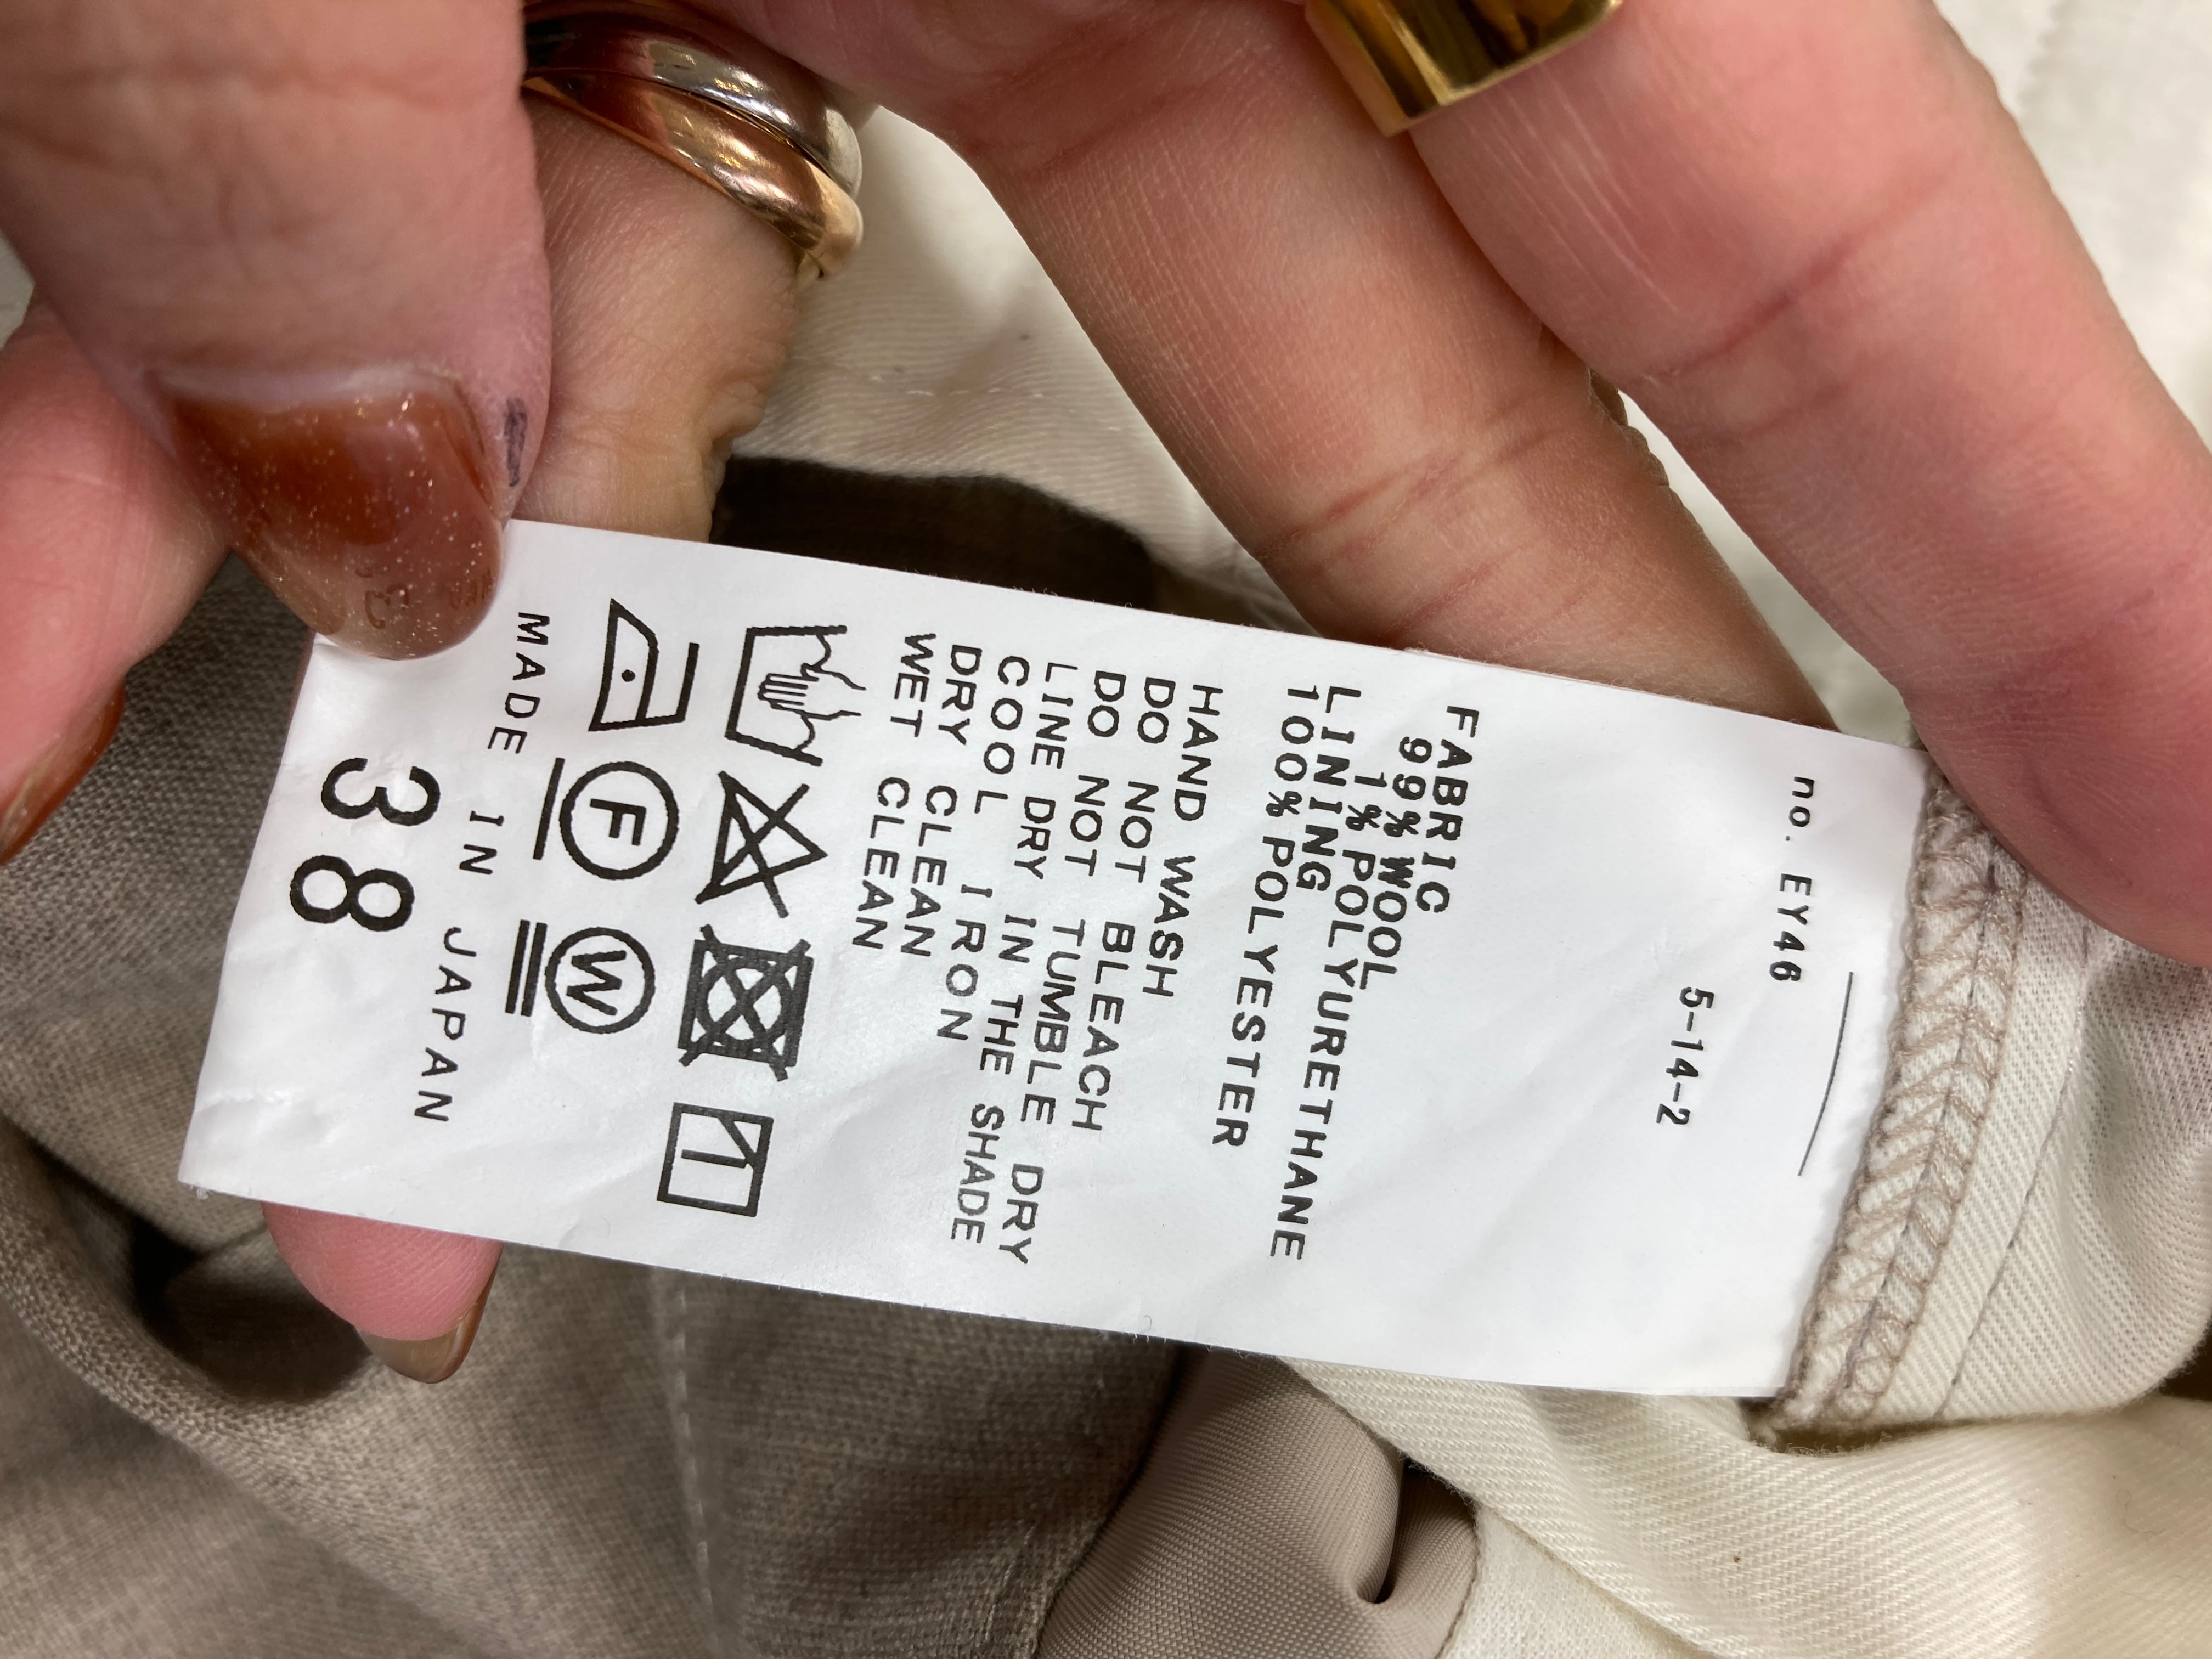 no. EY46
5-14-2
FABRIC
99% WOOL
1% POLYURETHANE
LINING
100% POLYESTER
HAND WASH
DO NOT BLEACH
DO NOT TUMBLE DRY
LINE DRY IN THE SHADE
COOL IRON
DRY CLEAN
WET CLEAN
F W
MADE IN JAPAN
38